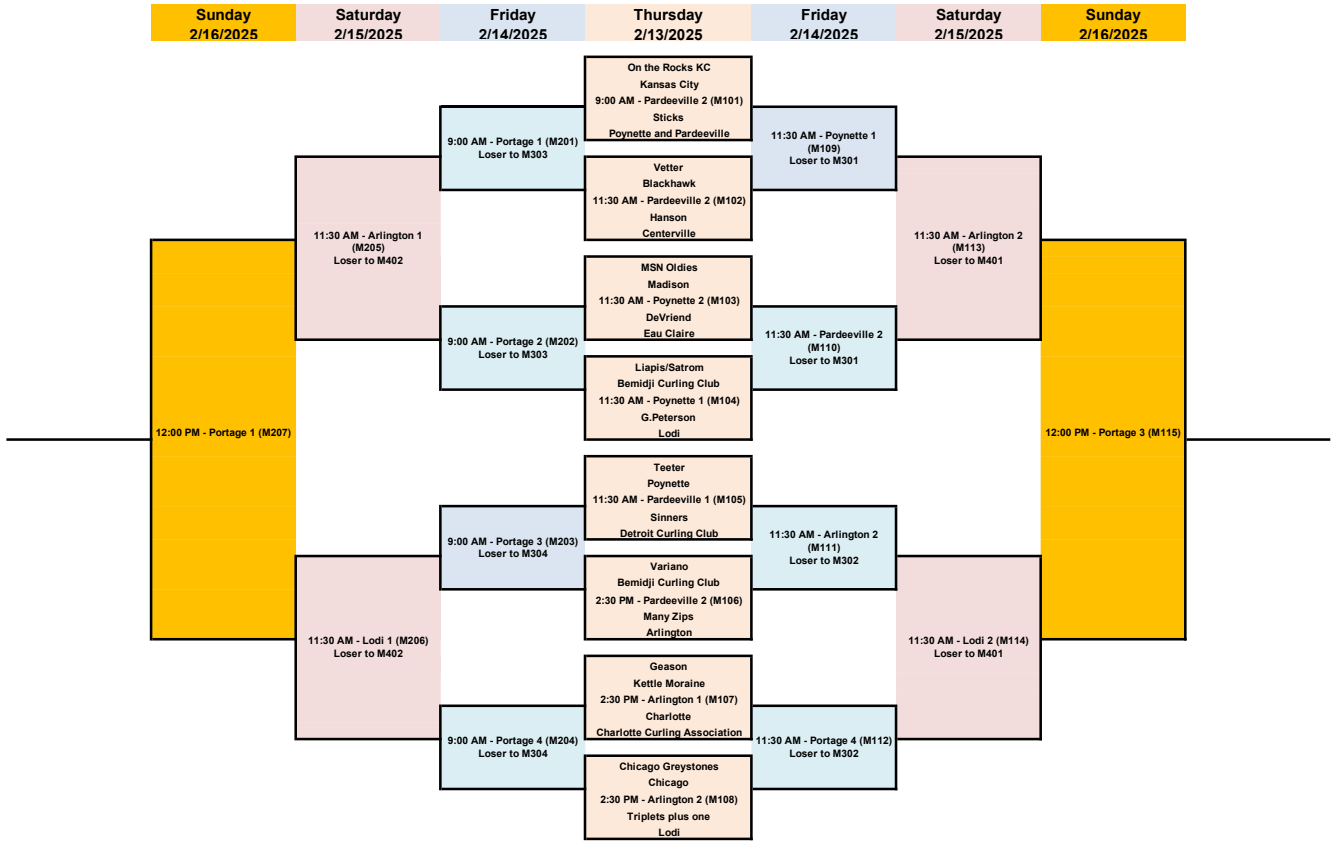 Sunday
2/16/2025
Saturday
2/15/2025
Friday
2/14/2025
Thursday
2/13/2025
Friday
2/14/2025
Saturday
2/15/2025
Sunday
2/16/2025
12:00 PM - Portage 1 (M207)
11:30 AM - Arlington 1
(M205)
Loser to M402
11:30 AM - Lodi 1 (M206)
Loser to M402
9:00 AM - Portage 1 (M201)
Loser to M303
9:00 AM - Portage 2 (M202)
Loser to M303
9:00 AM - Portage 3 (M203)
Loser to M304
9:00 AM - Portage 4 (M204)
Loser to M304
On the Rocks KC
Kansas City
9:00 AM - Pardeeville 2 (M101)
Sticks
Poynette and Pardeeville
Vetter
Blackhawk
11:30 AM - Pardeeville 2 (M102)
Hanson
Centerville
MSN Oldies
Madison
11:30 AM - Poynette 2 (M103)
DeVriend
Eau Claire
Liapis/Satrom
Bemidji Curling Club
11:30 AM - Poynette 1 (M104)
G.Peterson
Lodi
Teeter
Poynette
11:30 AM - Pardeeville 1 (M105)
Sinners
Detroit Curling Club
Variano
Bemidji Curling Club
2:30 PM - Pardeeville 2 (M106)
Many Zips
Arlington
Geason
Kettle Moraine
2:30 PM - Arlington 1 (M107)
Charlotte
Charlotte Curling Association
Chicago Greystones
Chicago
2:30 PM - Arlington 2 (M108)
Triplets plus one
Lodi
11:30 AM - Poynette 1
(M109)
Loser to M301
11:30 AM - Pardeeville 2
(M110)
Loser to M301
11:30 AM - Arlington 2
(M111)
Loser to M302
11:30 AM - Portage 4 (M112)
Loser to M302
11:30 AM - Arlington 2
(M113)
Loser to M401
11:30 AM - Lodi 2 (M114)
Loser to M401
12:00 PM - Portage 3 (M115)